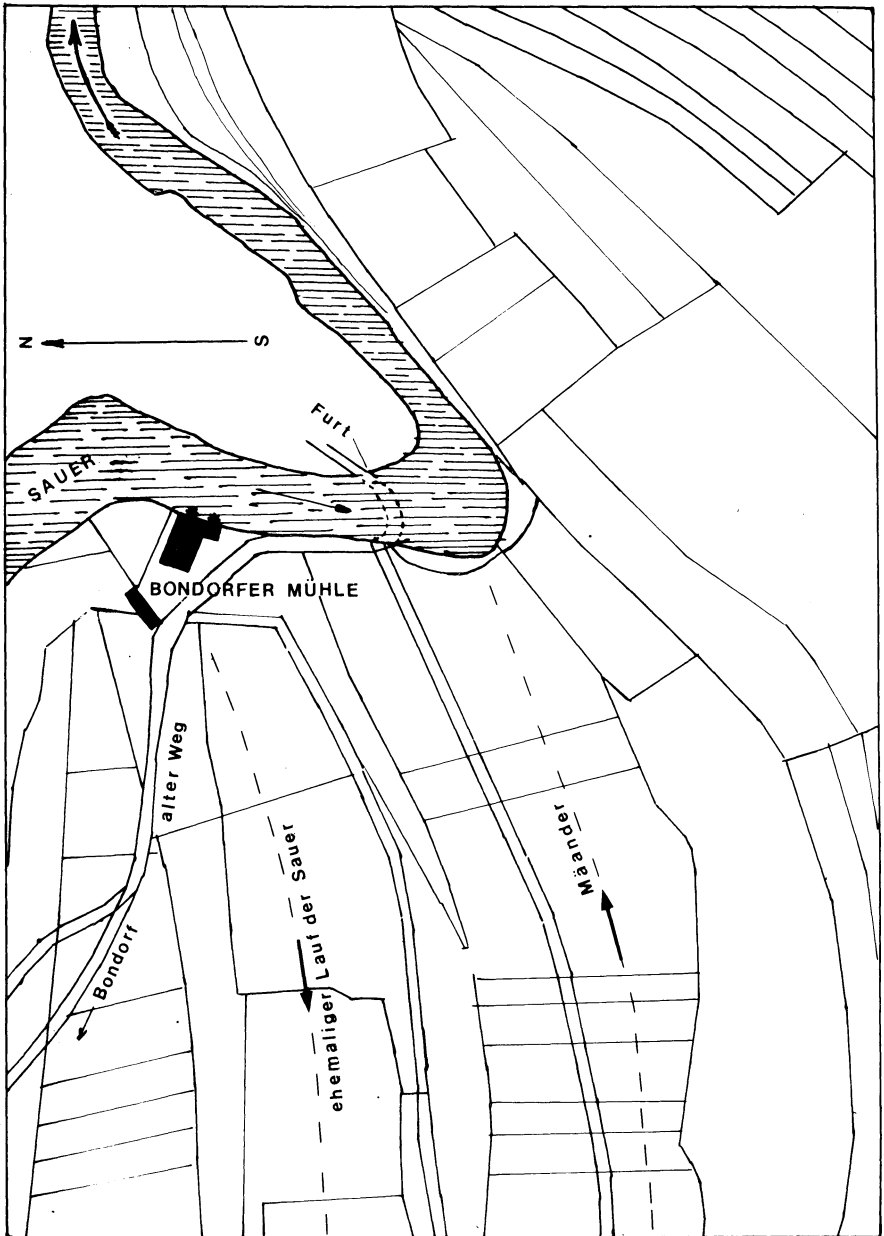 N
S
Furt
SAUER
BONDORFER MÜHLE
alter Weg
Bondorf
ehemaliger Lauf der Sauer
Mäander